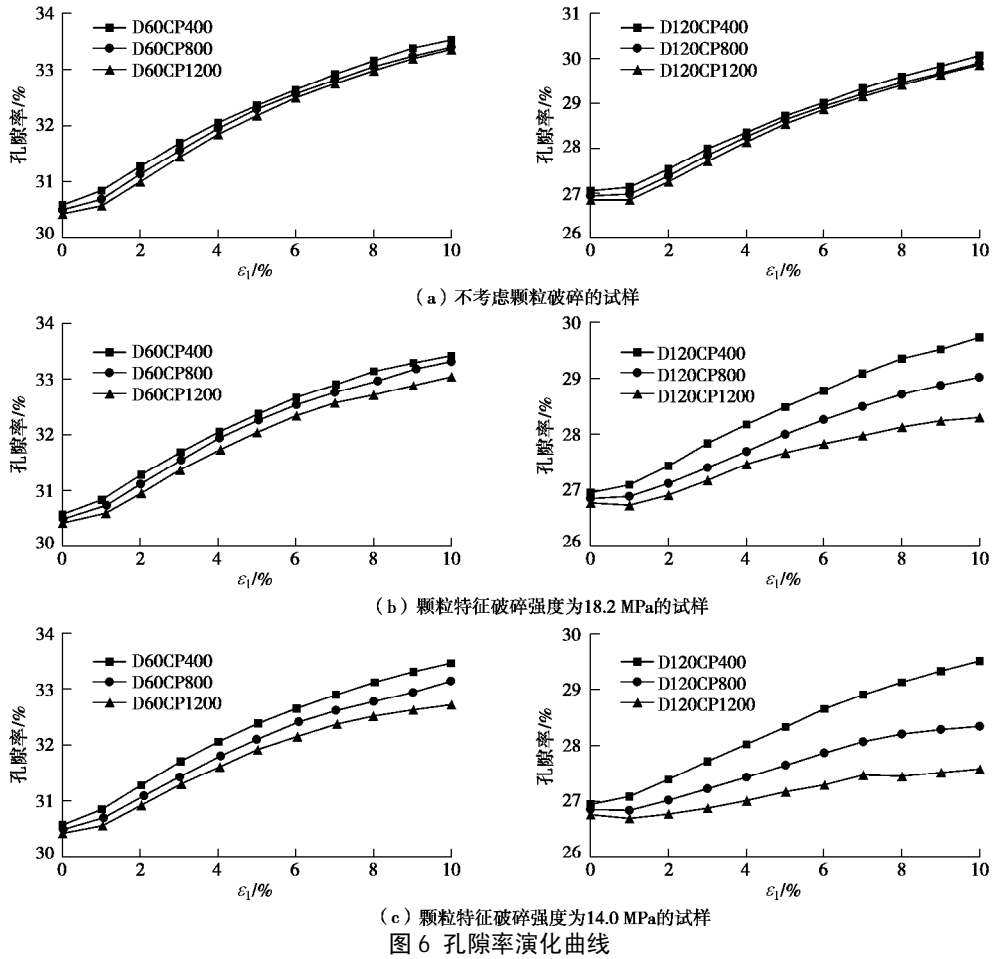 34
33
32
31
30
孔隙率/%
D60CP400
D60CP800
D60CP1200
0 2 4 6 8 10
ε₁/%
31
30
29
28
27
26
孔隙率/%
D120CP400
D120CP800
D120CP1200
0 2 4 6 8 10
ε₁/%
（a）不考虑颗粒破碎的试样
34
33
32
31
30
孔隙率/%
D60CP400
D60CP800
D60CP1200
0 2 4 6 8 10
ε₁/%
30
29
28
27
26
孔隙率/%
D120CP400
D120CP800
D120CP1200
0 2 4 6 8 10
ε₁/%
（b）颗粒特征破碎强度为18.2 MPa的试样
34
33
32
31
30
孔隙率/%
D60CP400
D60CP800
D60CP1200
0 2 4 6 8 10
ε₁/%
30
29
28
27
26
孔隙率/%
D120CP400
D120CP800
D120CP1200
0 2 4 6 8 10
ε₁/%
（c）颗粒特征破碎强度为14.0 MPa的试样
图 6 孔隙率演化曲线